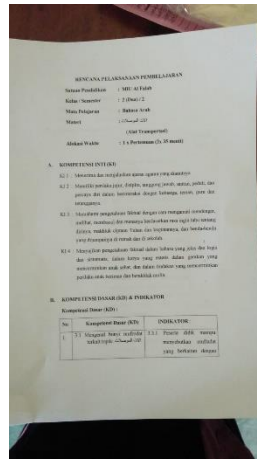 RENCANA PELAKSANAAN PEMBELAJARAN
Satuan Pendidikan : MII Al Falah
Kelas / Semester : 2 (Dua) / 2
Mata Pelajaran : Bahasa Arab
Materi : الات الموصلات
(Alat Transportasi)
Alokasi Waktu : 1 x Pertemuan (2x 35 menit)
A. KOMPETENSI INTI (KI)
KI 1 : Menerima dan menjalankan ajaran agama yang dianutnya.
KI 2 : Memiliki perilaku jujur, disiplin, tanggung jawab, santun, peduli, dan
percaya diri dalam berinteraksi dengan keluarga, teman, guru dan
tetangganya.
KI 3 : Memahami pengetahuan faktual dengan cara mengamati (mendengar,
melihat, membaca) dan menanya berdasarkan rasa ingin tahu tentang
dirinya, makhluk ciptaan Tuhan dan kegiatannya, dan benda-benda
yang dijumpainya di rumah dan di sekolah.
KI 4 : Menyajikan pengetahuan faktual dalam bahasa yang jelas dan logis
dan sistematis, dalam karya yang estetis dalam gerakan yang
mencerminkan anak sehat, dan dalam tindakan yang mencerminkan
perilaku anak beriman dan berakhlak mulia.
B. KOMPETENSI DASAR (KD) & INDIKATOR
Kompetensi Dasar (KD) :
No Kompetensi Dasar (KD) INDIKATOR :
1. 3.1 Mengenal bunyi mufradat 3.1.1 Peserta didik mampu
terkait topik: الات الموصلات menyebutkan mufradat
yang berkaitan dengan